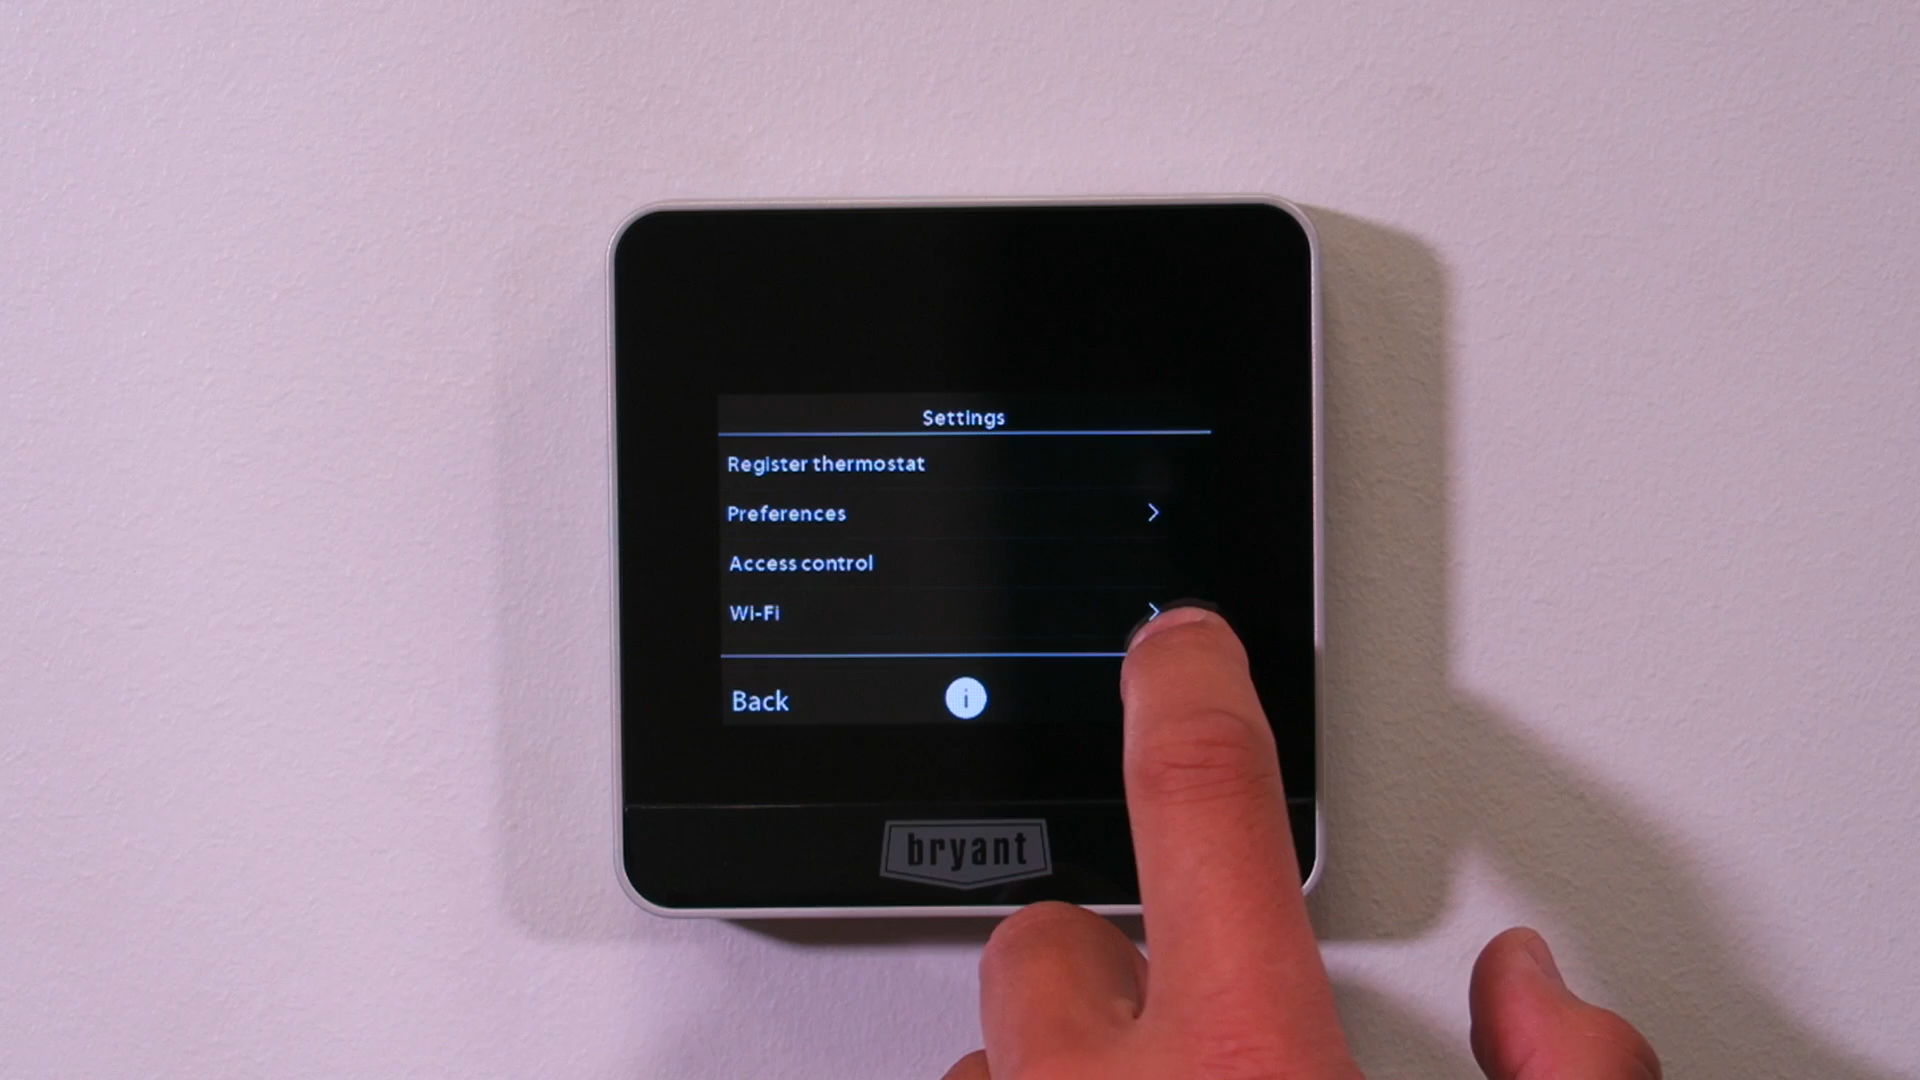 Settings
Register thermostat
Preferences >
Access control
Wi-Fi >
Back i
bryant